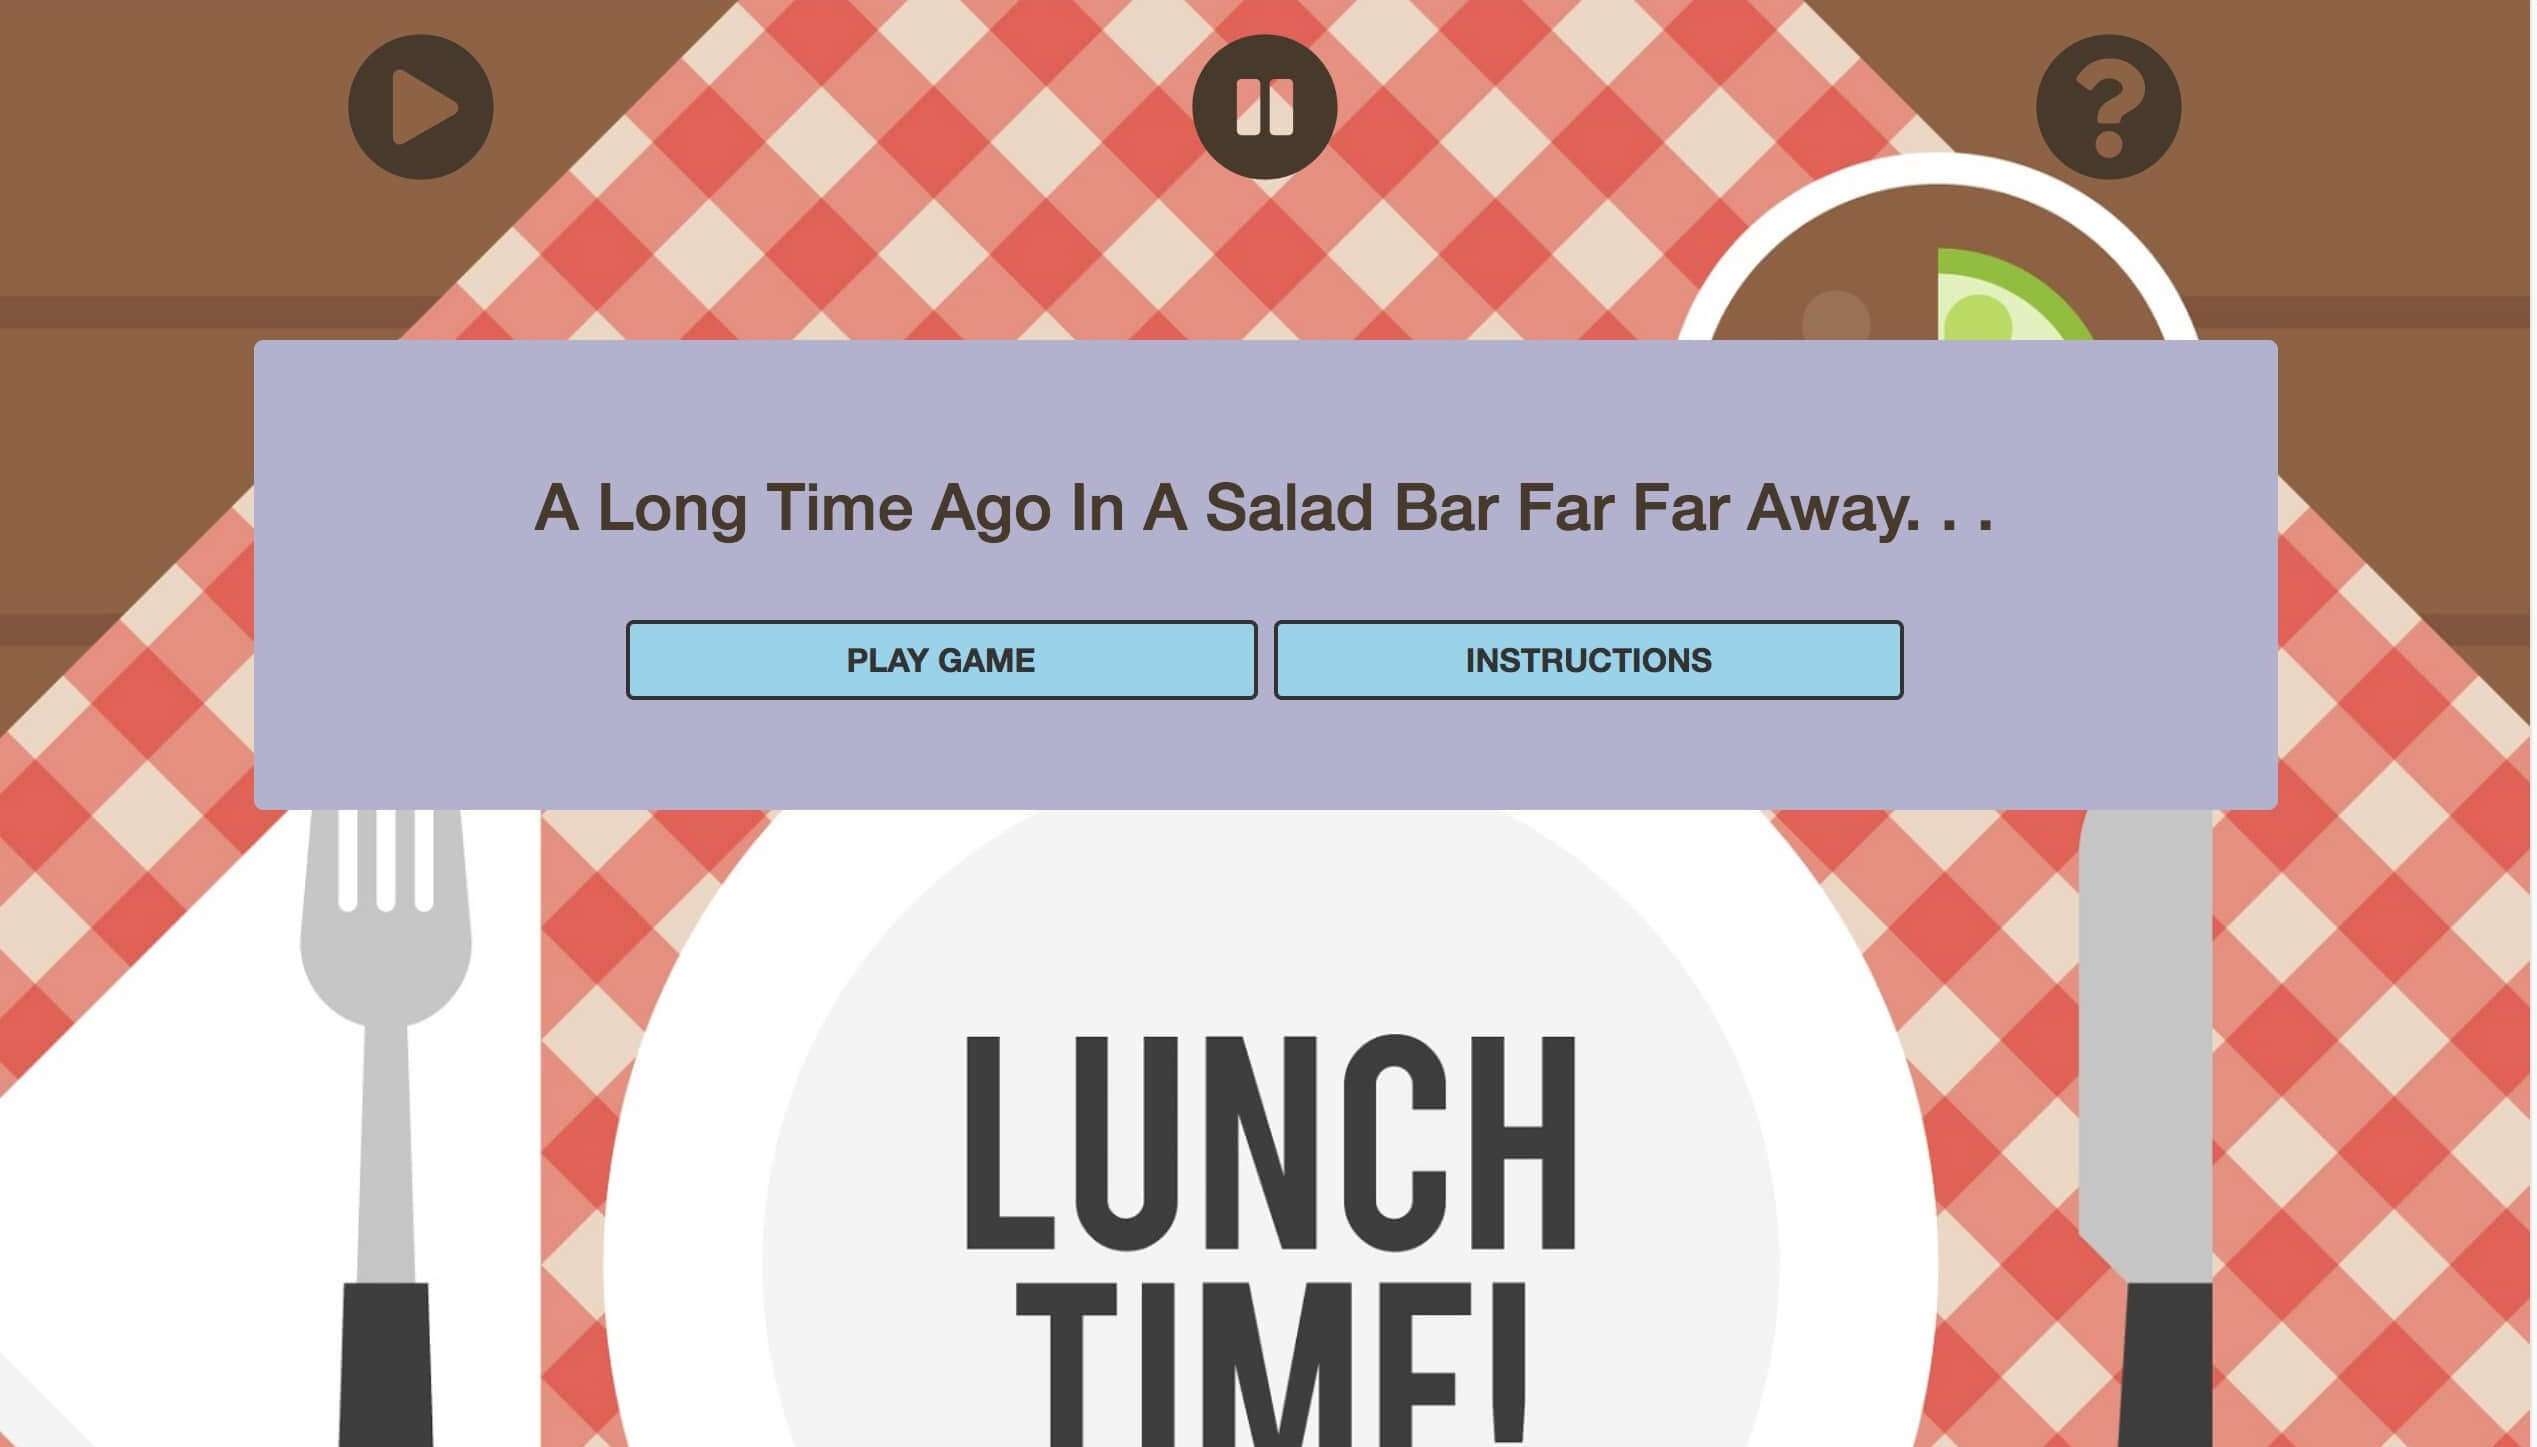 A Long Time Ago In A Salad Bar Far Far Away. . .
PLAY GAME
INSTRUCTIONS
LUNCH
TIME!